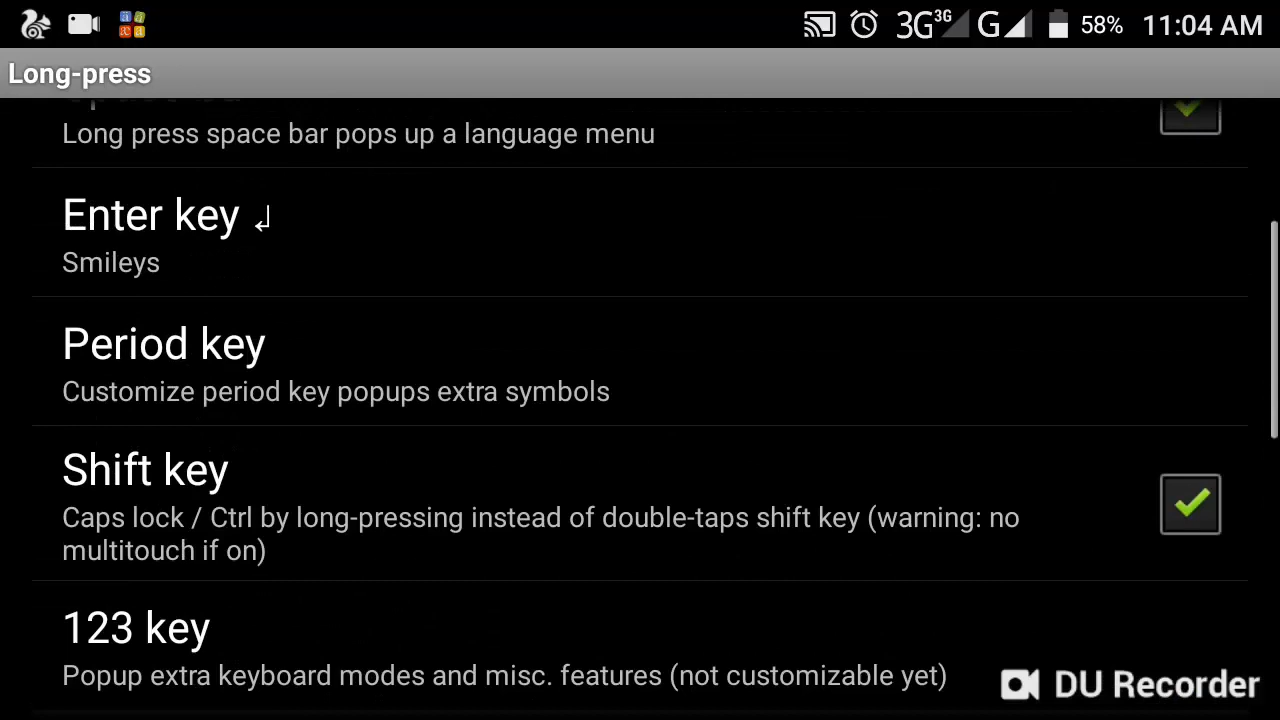 3G 3G G 58% 11:04 AM
Long-press
Long press space bar pops up a language menu
Enter key ↲
Smileys
Period key
Customize period key popups extra symbols
Shift key
Caps lock / Ctrl by long-pressing instead of double-taps shift key (warning: no
multitouch if on)
123 key
Popup extra keyboard modes and misc. features (not customizable yet)
DU Recorder